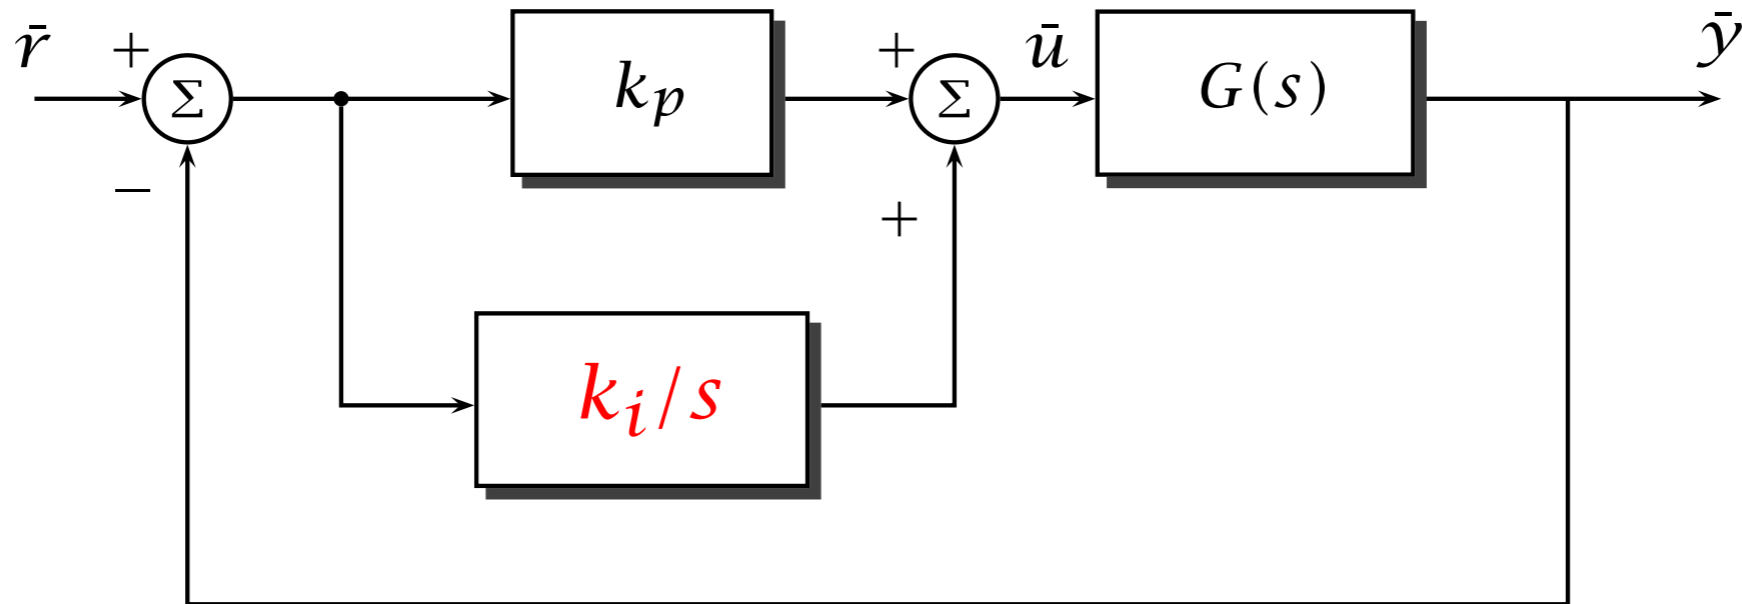 r̄ + Σ k_p + Σ ū G(s) ȳ
− +
k_i/s